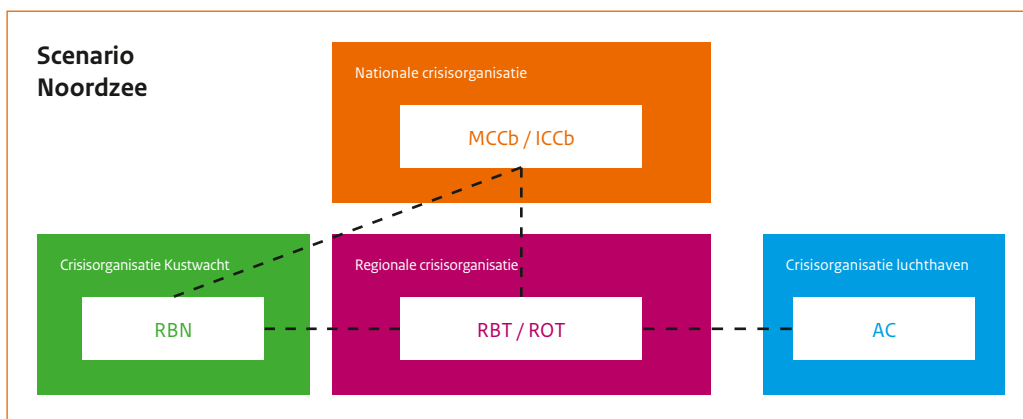 Scenario
Noordzee
Nationale crisisorganisatie
MCCb / ICCb
Crisisorganisatie Kustwacht
RBN
Regionale crisisorganisatie
RBT / ROT
Crisisorganisatie luchthaven
AC